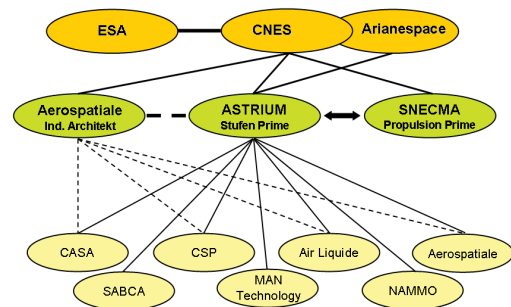 ESA
CNES
Arianespace
Aerospatiale
Ind. Architekt
ASTRIUM
Stufen Prime
SNECMA
Propulsion Prime
CASA
CSP
Air Liquide
Aerospatiale
SABCA
MAN
Technology
NAMMO